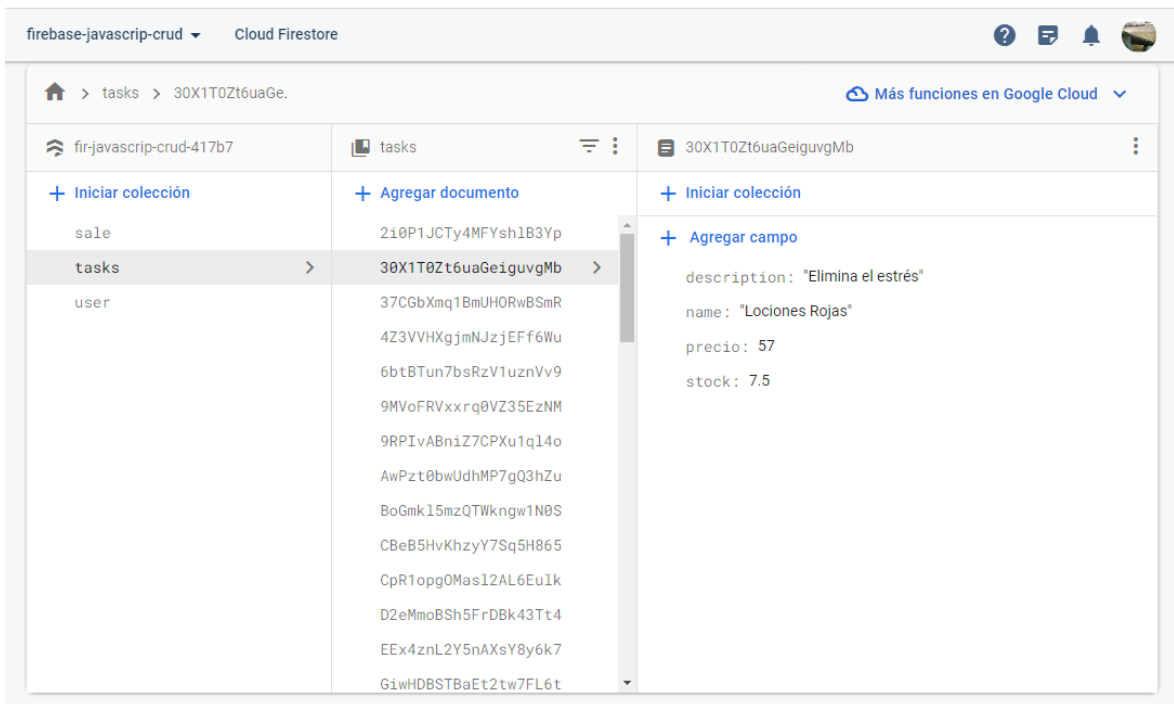 firebase-javascrip-crud Cloud Firestore
tasks > 30X1T0Zt6uaGe.
Más funciones en Google Cloud
fir-javascrip-crud-417b7
tasks
30X1T0Zt6uaGeiguvgMb
+ Iniciar colección
+ Agregar documento
+ Iniciar colección
sale
tasks
user
2i0P1JCTy4MFYshlB3Yp
30X1T0Zt6uaGeiguvgMb
37CGbXmq1BmUHORwBSmR
4Z3VVHXgjmNJzjEFf6Wu
6btBTun7bsRzV1uznVv9
9MVoFRVxxrq0VZ35EzNM
9RPIvABniZ7CPXu1ql4o
AwPzt0bwUdhMP7gQ3hZu
BoGmkl5mzQTWkngw1N0S
CBeB5HvKhzyY7Sq5H865
CpR1opgOMasl2AL6Eulk
D2eMmoBSh5FrDBk43Tt4
EEx4znL2Y5nAXsY8y6k7
GiwHDBSTBaEt2tw7FL6t
+ Agregar campo
description: "Elimina el estrés"
name: "Lociones Rojas"
precio: 57
stock: 7.5